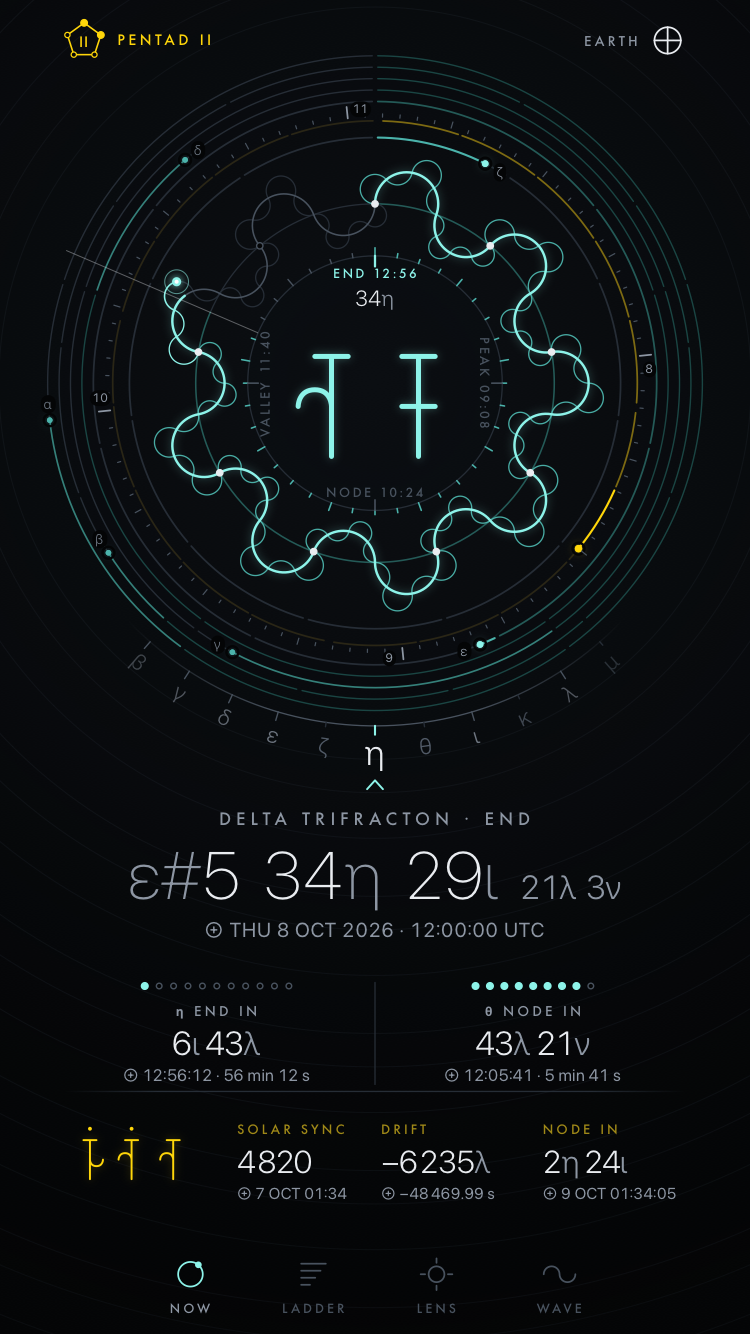 II PENTAD II
EARTH
11
δ
ζ
END 12:56
34η
VALLEY 11:40
PEAK 09:08
8
10
α
NODE 10:24
β
γ
ε
9
β γ δ ε ζ η θ ι κ λ μ
DELTA TRIFRACTON · END
ε#5 34η 29ι 21λ 3ν
THU 8 OCT 2026 · 12:00:00 UTC
η END IN
6ι 43λ
12:56:12 · 56 min 12 s
θ NODE IN
43λ 21ν
12:05:41 · 5 min 41 s
SOLAR SYNC
4820
7 OCT 01:34
DRIFT
−6235λ
−48469.99 s
NODE IN
2η 24ι
9 OCT 01:34:05
NOW
LADDER
LENS
WAVE